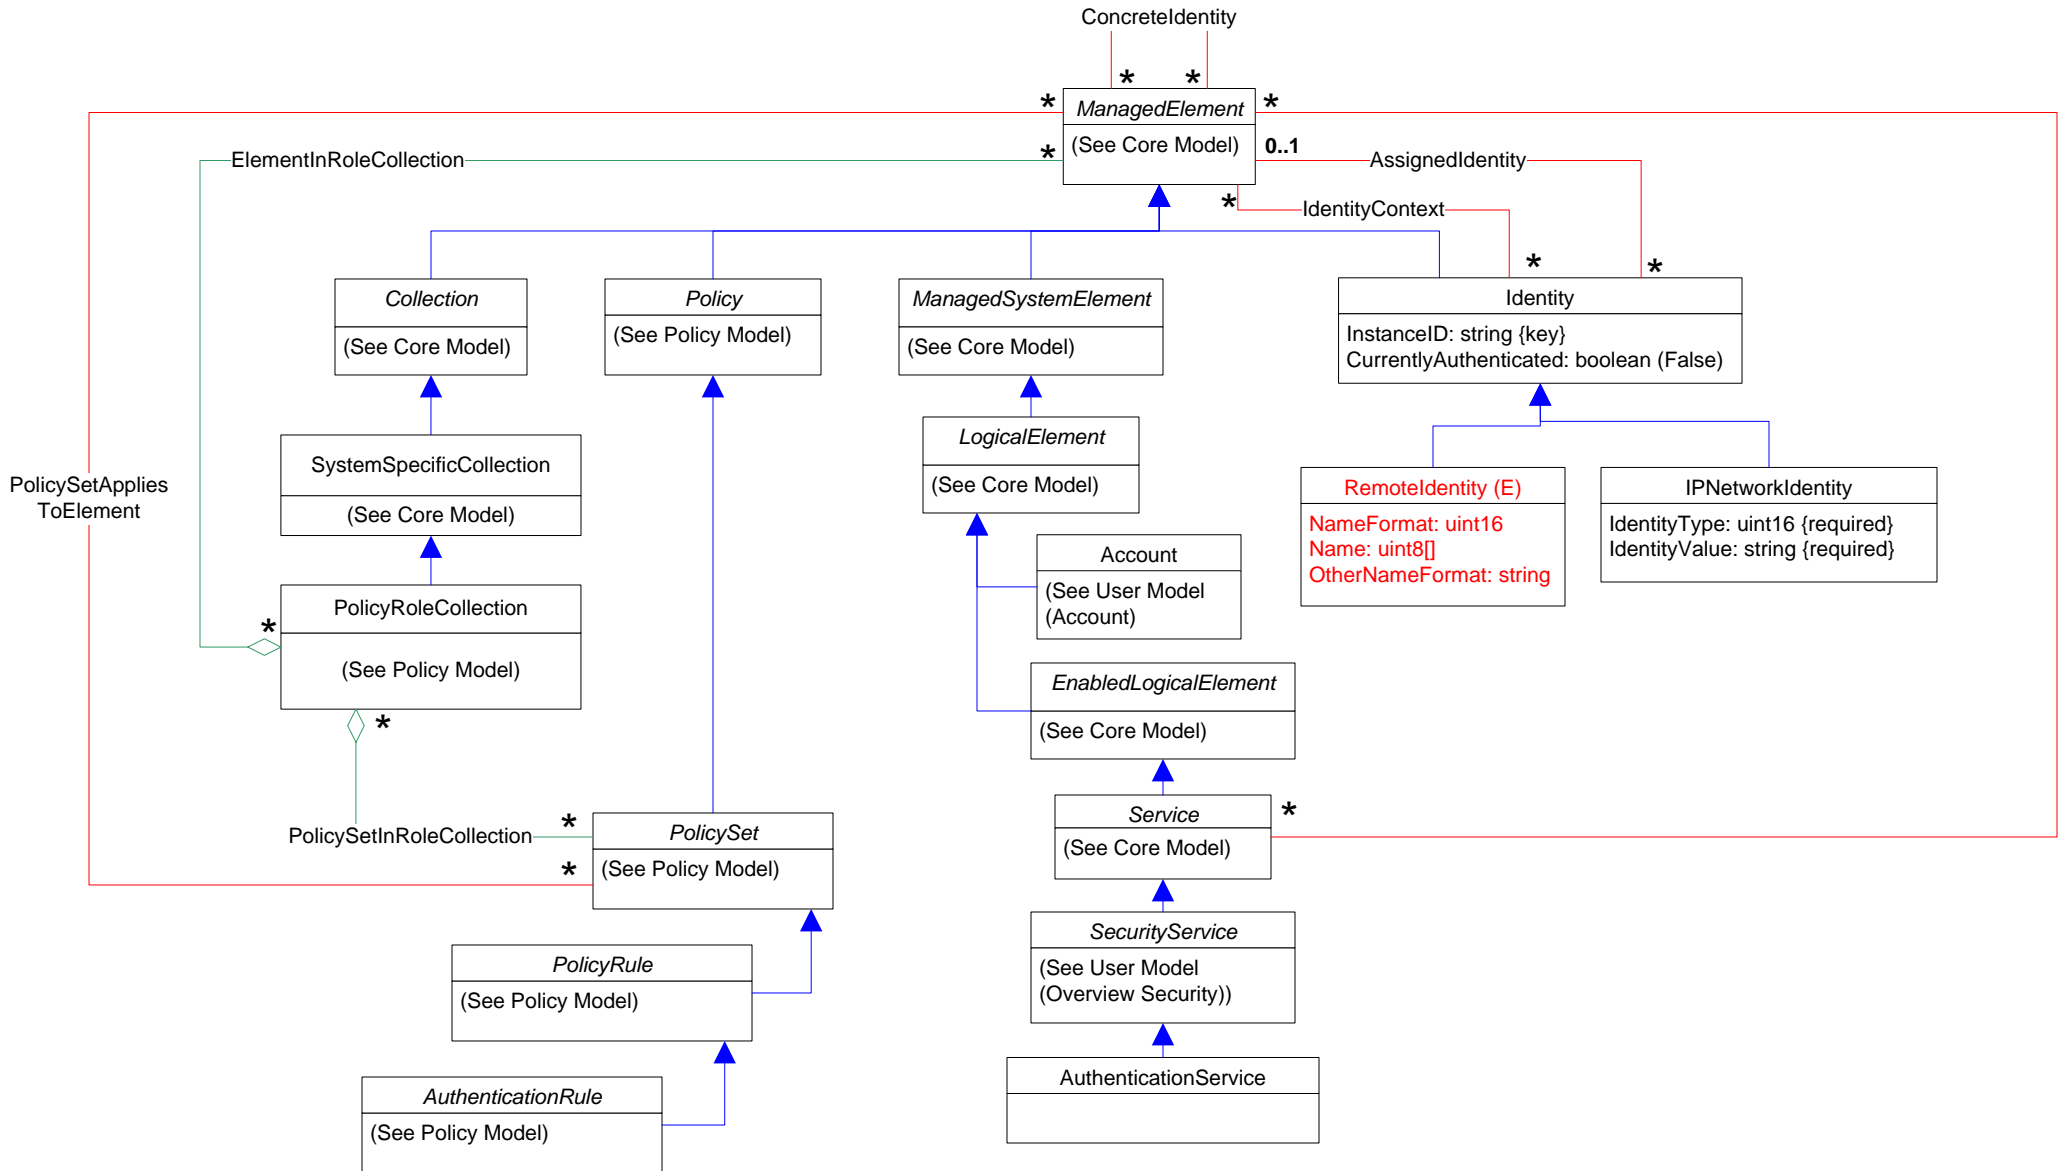 ConcreteIdentity
*
*
*
ManagedElement
*
ElementInRoleCollection
*
(See Core Model)
0..1
AssignedIdentity
*
IdentityContext
*
*
Collection
(See Core Model)
Policy
(See Policy Model)
ManagedSystemElement
(See Core Model)
Identity
InstanceID: string {key}
CurrentlyAuthenticated: boolean (False)
SystemSpecificCollection
(See Core Model)
LogicalElement
(See Core Model)
RemoteIdentity (E)
NameFormat: uint16
Name: uint8[]
OtherNameFormat: string
IPNetworkIdentity
IdentityType: uint16 {required}
IdentityValue: string {required}
PolicySetApplies
ToElement
Account
(See User Model
(Account)
*
PolicyRoleCollection
(See Policy Model)
*
EnabledLogicalElement
(See Core Model)
PolicySetInRoleCollection
*
*
PolicySet
(See Policy Model)
Service
*
(See Core Model)
PolicyRule
(See Policy Model)
SecurityService
(See User Model
(Overview Security))
AuthenticationRule
(See Policy Model)
AuthenticationService